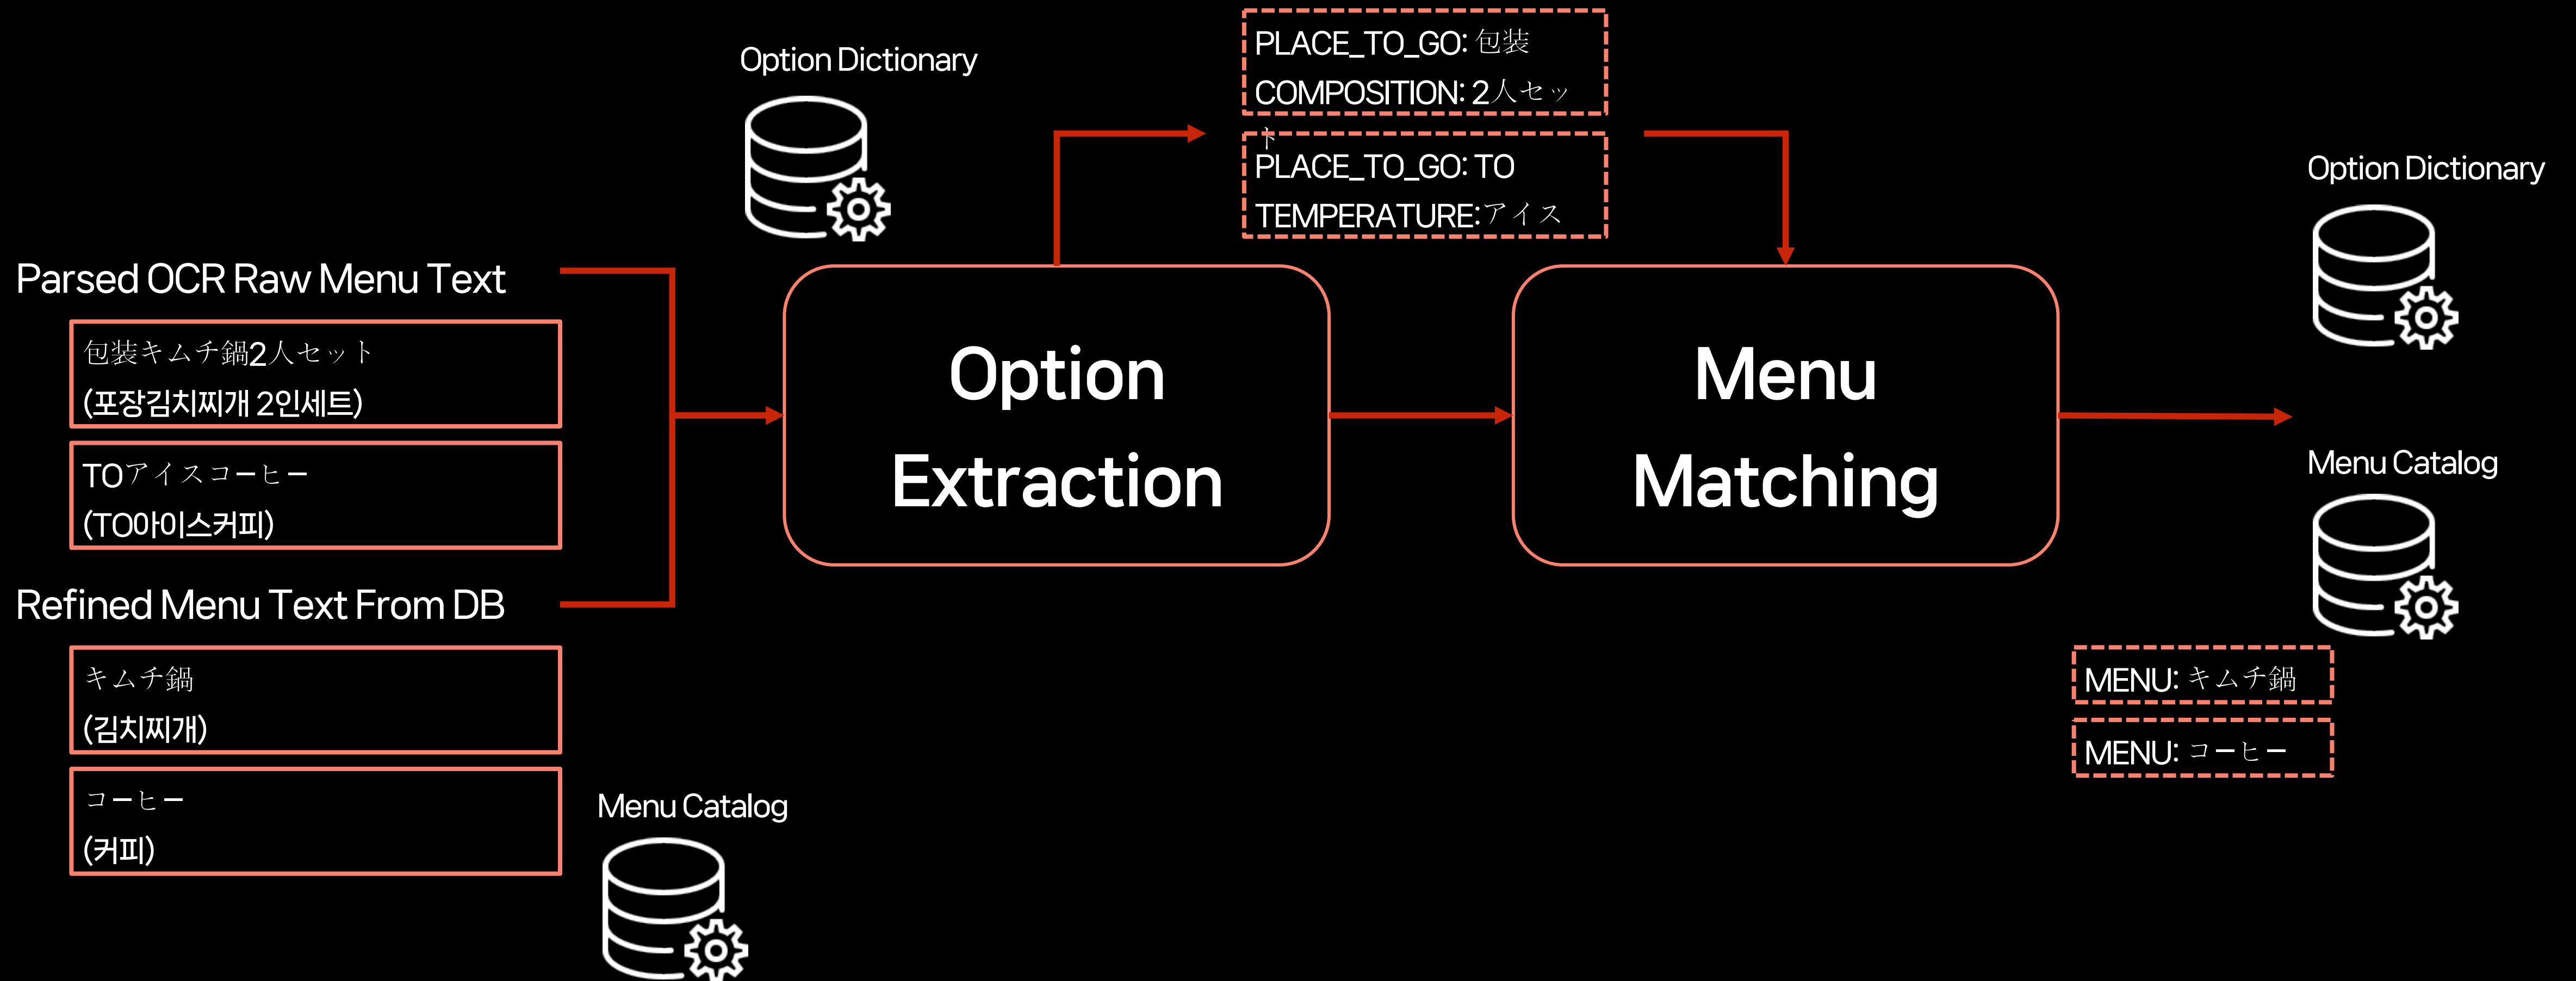 Option Dictionary
PLACE_TO_GO: 包装
COMPOSITION: 2人セッ
ト
PLACE_TO_GO: TO
TEMPERATURE:アイス
Option Dictionary
Parsed OCR Raw Menu Text
包装キムチ鍋2人セット
(포장김치찌개 2인세트)
TOアイスコーヒー
(TO아이스커피)
Option
Extraction
Menu
Matching
Menu Catalog
Refined Menu Text From DB
キムチ鍋
(김치찌개)
コーヒー
(커피)
MENU: キムチ鍋
MENU: コーヒー
Menu Catalog